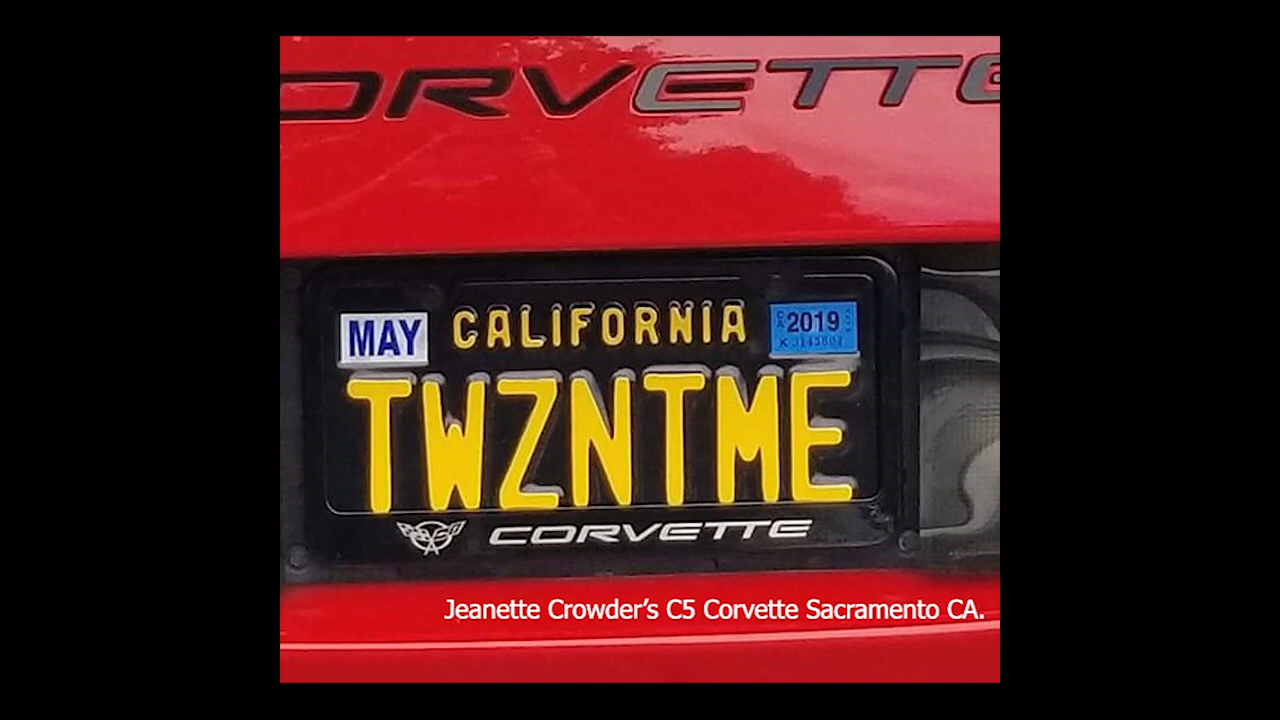 ORVETTE
MAY CALIFORNIA 2019
TWZNTME
CORVETTE
Jeanette Crowder’s C5 Corvette Sacramento CA.